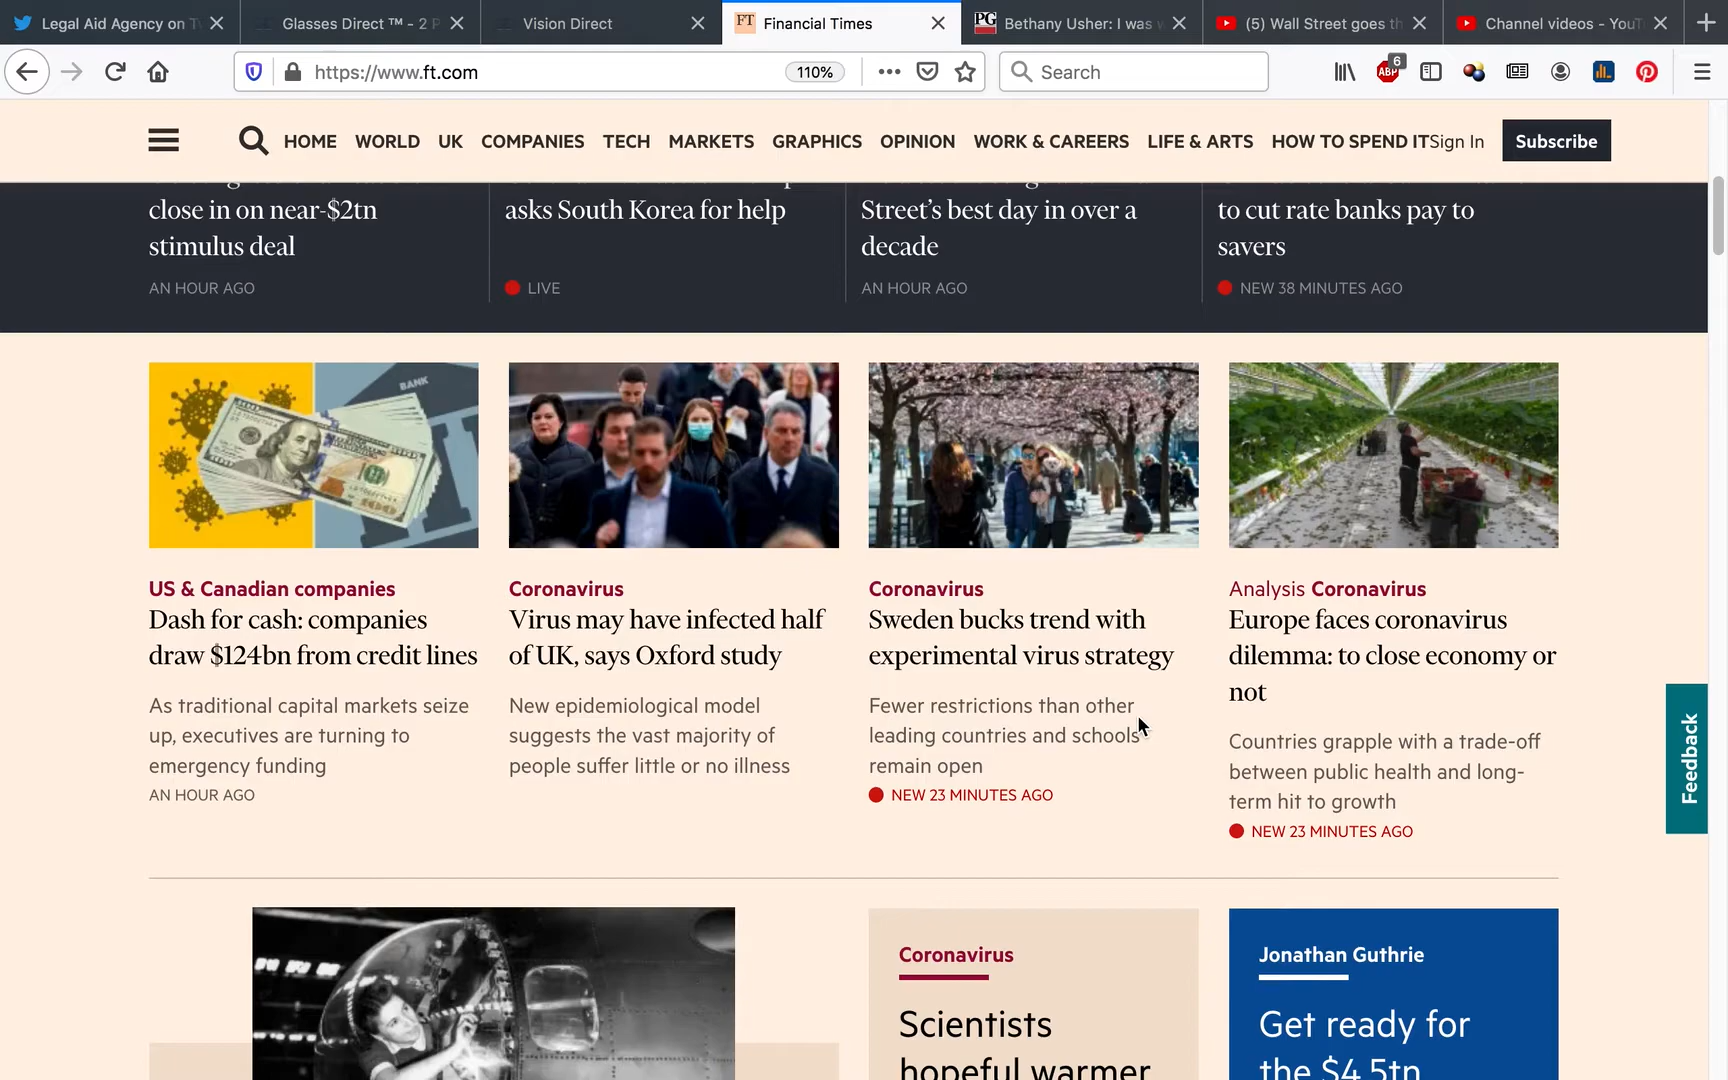 Legal Aid Agency on T
Glasses Direct ™ - 2 P
Vision Direct
FT Financial Times
PG Bethany Usher: I was w
(5) Wall Street goes th
Channel videos - YouT
https://www.ft.com
110%
Search
ABP
6
HOME WORLD UK COMPANIES TECH MARKETS GRAPHICS OPINION WORK & CAREERS LIFE & ARTS HOW TO SPEND IT Sign In Subscribe
close in on near-$2tn
stimulus deal
AN HOUR AGO
asks South Korea for help
LIVE
Street’s best day in over a
decade
AN HOUR AGO
to cut rate banks pay to
savers
NEW 38 MINUTES AGO
BANK
US & Canadian companies
Dash for cash: companies
draw $124bn from credit lines
As traditional capital markets seize
up, executives are turning to
emergency funding
AN HOUR AGO
Coronavirus
Virus may have infected half
of UK, says Oxford study
New epidemiological model
suggests the vast majority of
people suffer little or no illness
Coronavirus
Sweden bucks trend with
experimental virus strategy
Fewer restrictions than other
leading countries and schools
remain open
NEW 23 MINUTES AGO
Analysis Coronavirus
Europe faces coronavirus
dilemma: to close economy or
not
Countries grapple with a trade-off
between public health and long-
term hit to growth
NEW 23 MINUTES AGO
Feedback
Coronavirus
Scientists
hopeful warmer
Jonathan Guthrie
Get ready for
the $4.5tn